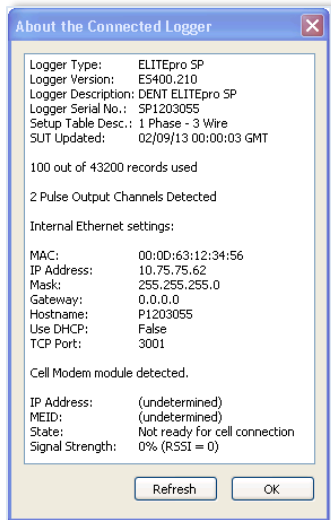 About the Connected Logger
Logger Type: ELITEpro SP
Logger Version: ES400.210
Logger Description: DENT ELITEpro SP
Logger Serial No.: SP1203055
Setup Table Desc.: 1 Phase - 3 Wire
SUT Updated: 02/09/13 00:00:03 GMT
100 out of 43200 records used
2 Pulse Output Channels Detected
Internal Ethernet settings:
MAC: 00:0D:63:12:34:56
IP Address: 10.75.75.62
Mask: 255.255.255.0
Gateway: 0.0.0.0
Hostname: P1203055
Use DHCP: False
TCP Port: 3001
Cell Modem module detected.
IP Address: (undetermined)
MEID: (undetermined)
State: Not ready for cell connection
Signal Strength: 0% (RSSI = 0)
Refresh OK